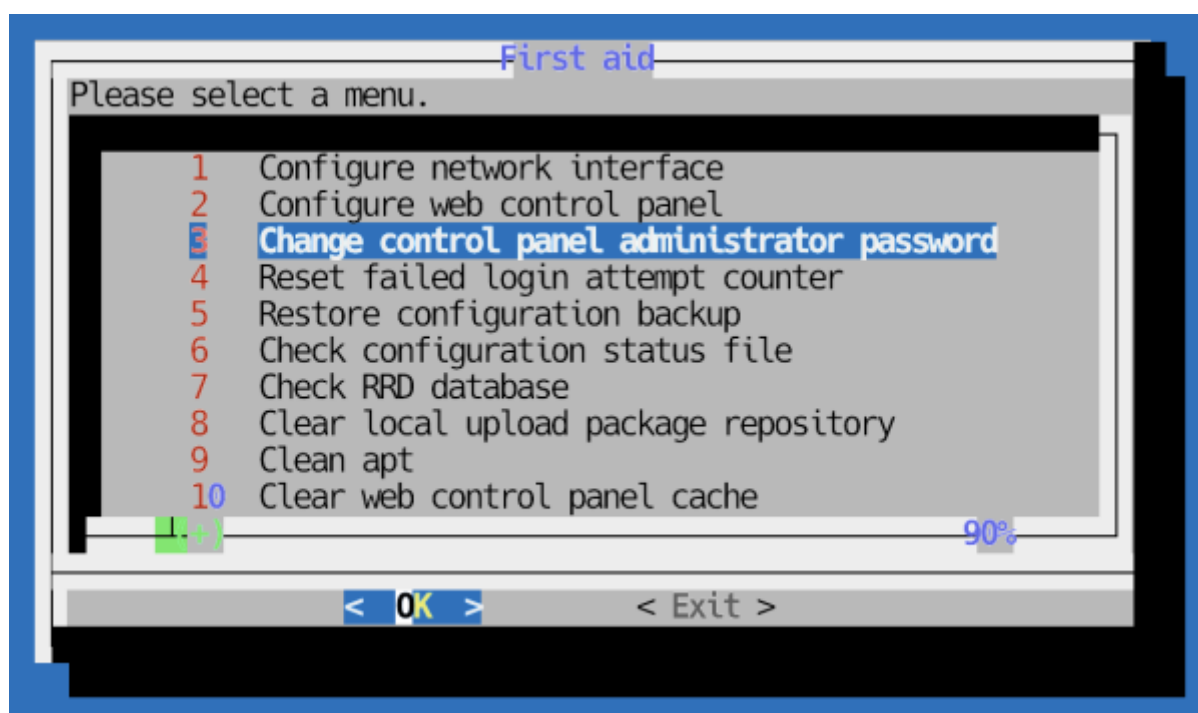 First aid
Please select a menu.
1 Configure network interface
2 Configure web control panel
3 Change control panel administrator password
4 Reset failed login attempt counter
5 Restore configuration backup
6 Check configuration status file
7 Check RRD database
8 Clear local upload package repository
9 Clean apt
10 Clear web control panel cache
(+) 90%
< OK > < Exit >